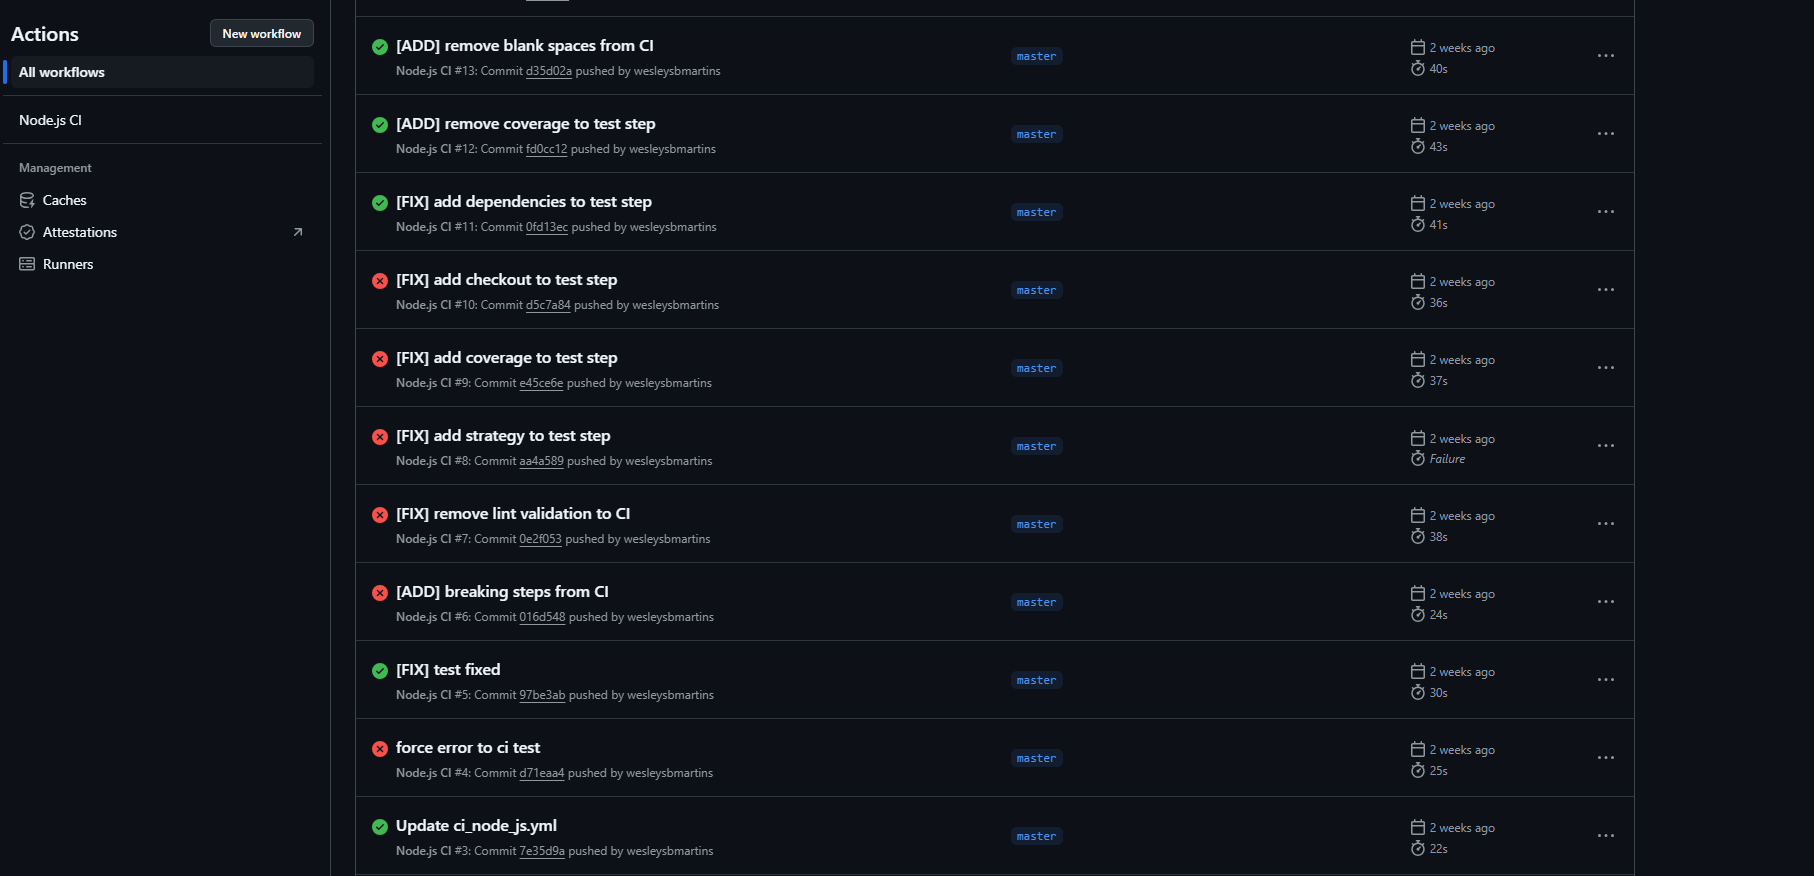 Actions
New workflow
All workflows
Node.js CI
Management
Caches
Attestations
Runners
[ADD] remove blank spaces from CI
Node.js CI #13: Commit d35d02a pushed by wesleysbmartins
master
2 weeks ago
40s
[ADD] remove coverage to test step
Node.js CI #12: Commit fd0cc12 pushed by wesleysbmartins
master
2 weeks ago
43s
[FIX] add dependencies to test step
Node.js CI #11: Commit 0fd13ec pushed by wesleysbmartins
master
2 weeks ago
41s
[FIX] add checkout to test step
Node.js CI #10: Commit d5c7a84 pushed by wesleysbmartins
master
2 weeks ago
36s
[FIX] add coverage to test step
Node.js CI #9: Commit e45ce6e pushed by wesleysbmartins
master
2 weeks ago
37s
[FIX] add strategy to test step
Node.js CI #8: Commit aa4a589 pushed by wesleysbmartins
master
2 weeks ago
Failure
[FIX] remove lint validation to CI
Node.js CI #7: Commit 0e2f053 pushed by wesleysbmartins
master
2 weeks ago
38s
[ADD] breaking steps from CI
Node.js CI #6: Commit 016d548 pushed by wesleysbmartins
master
2 weeks ago
24s
[FIX] test fixed
Node.js CI #5: Commit 97be3ab pushed by wesleysbmartins
master
2 weeks ago
30s
force error to ci test
Node.js CI #4: Commit d71eaa4 pushed by wesleysbmartins
master
2 weeks ago
25s
Update ci_node_js.yml
Node.js CI #3: Commit 7e35d9a pushed by wesleysbmartins
master
2 weeks ago
22s